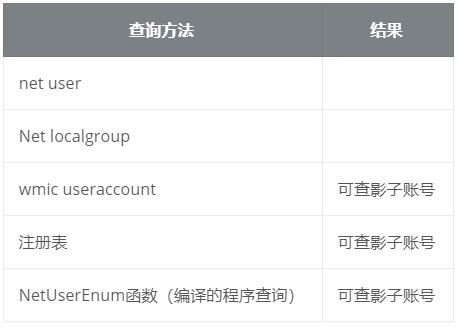 查询方法 结果
net user
Net localgroup
wmic useraccount 可查影子账号
注册表 可查影子账号
NetUserEnum函数（编译的程序查询） 可查影子账号